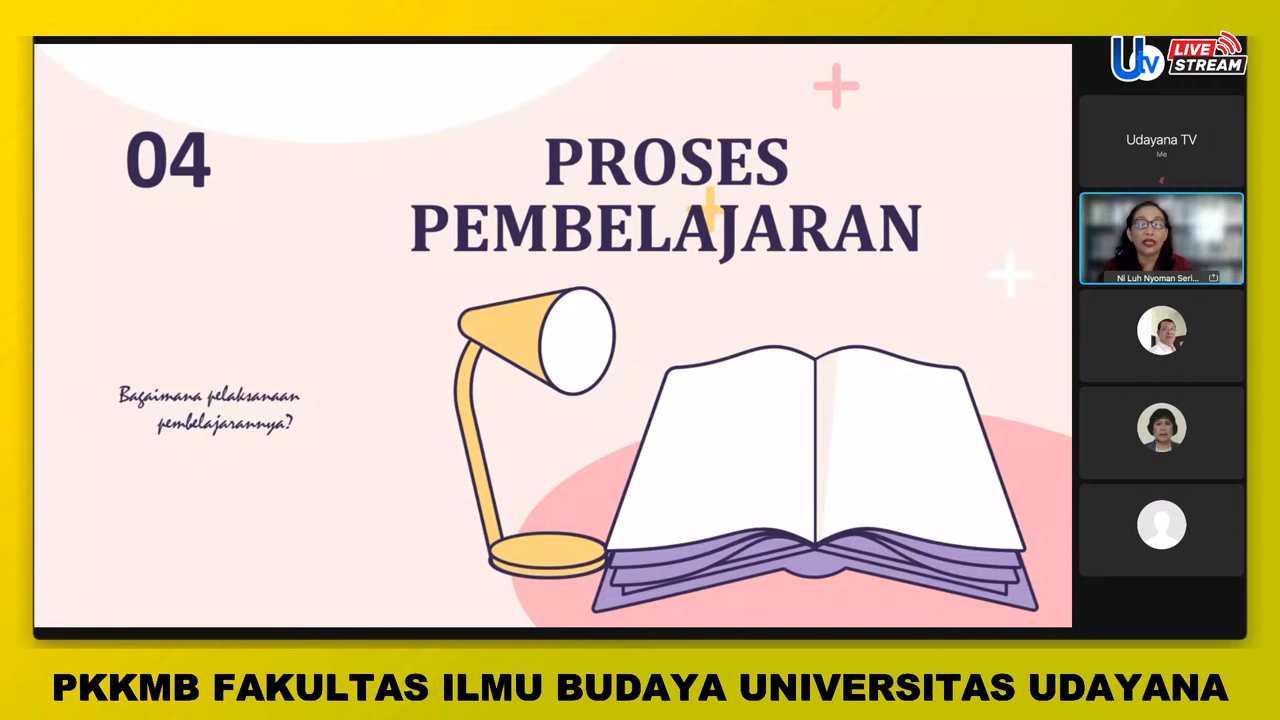 Utv LIVE
STREAM
04
PROSES
PEMBELAJARAN
Bagaimana pelaksanaan
pembelajarannya?
Udayana TV
Me
Ni Luh Nyoman Seri...
PKKMB FAKULTAS ILMU BUDAYA UNIVERSITAS UDAYANA